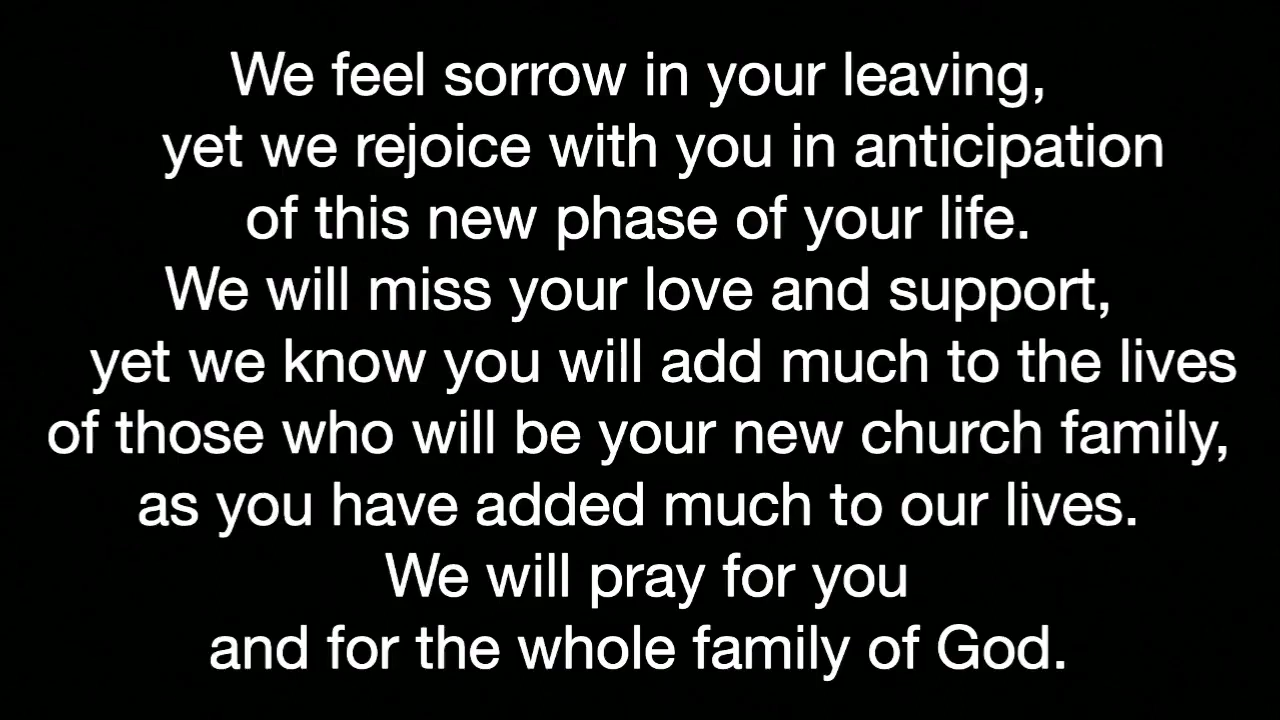 We feel sorrow in your leaving,
yet we rejoice with you in anticipation
of this new phase of your life.
We will miss your love and support,
yet we know you will add much to the lives
of those who will be your new church family,
as you have added much to our lives.
We will pray for you
and for the whole family of God.